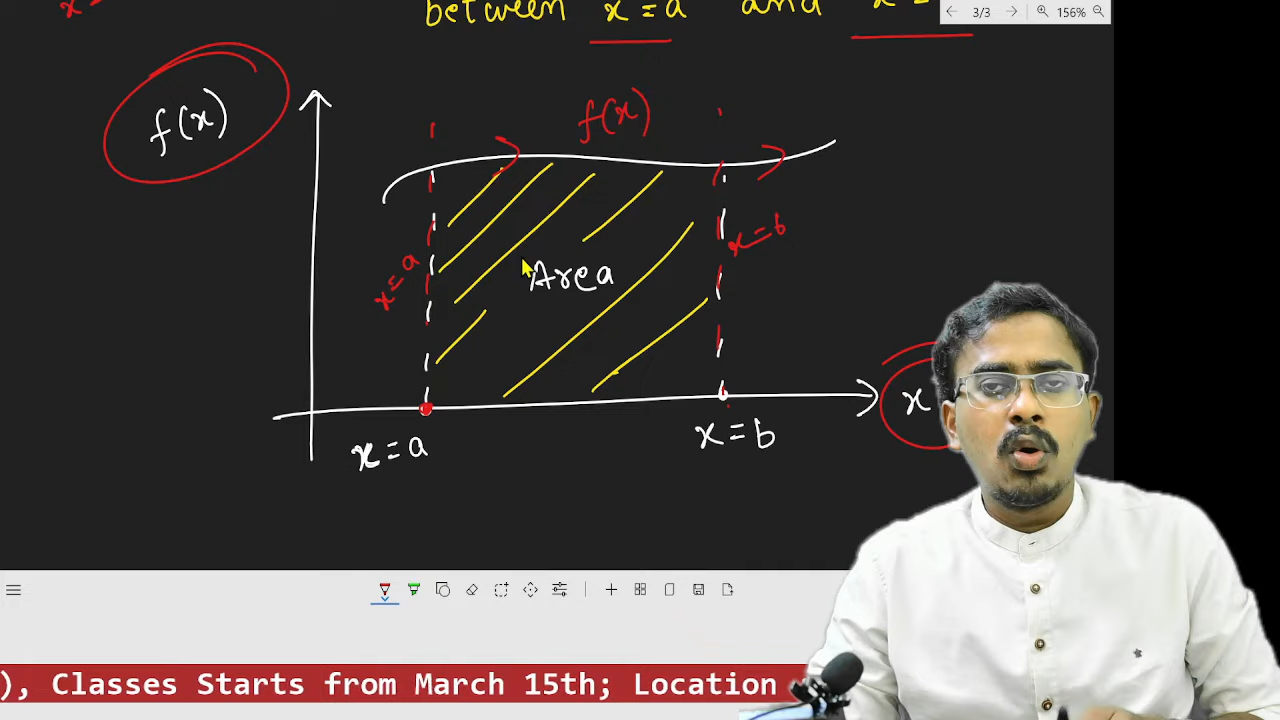 between x = a and x =
3/3
156%
f(x)
f(x)
x = a
x = b
Area
x
x = a
x = b
), Classes Starts from March 15th; Location